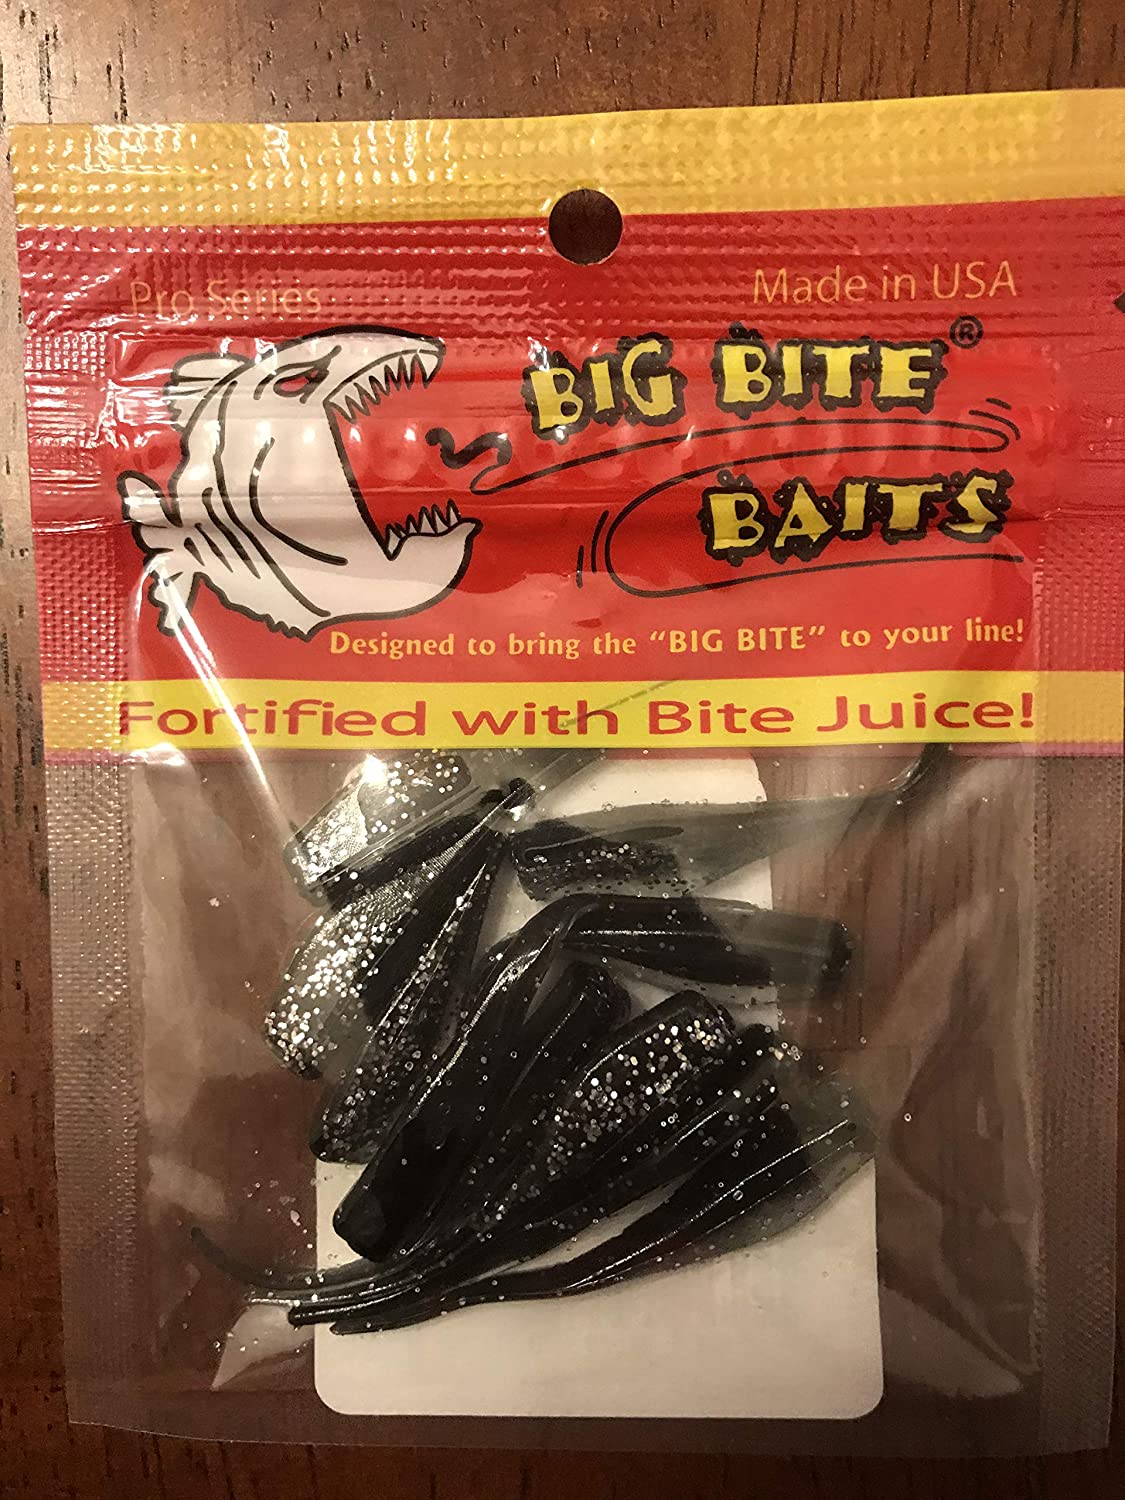 Pro Series
Made in USA
BIG BITE®
BAITS
Designed to bring the "BIG BITE" to your line!
Fortified with Bite Juice!